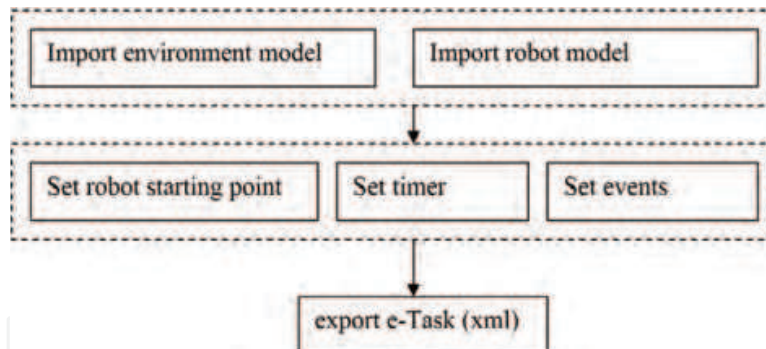 Import environment model
Import robot model
Set robot starting point
Set timer
Set events
export e-Task (xml)